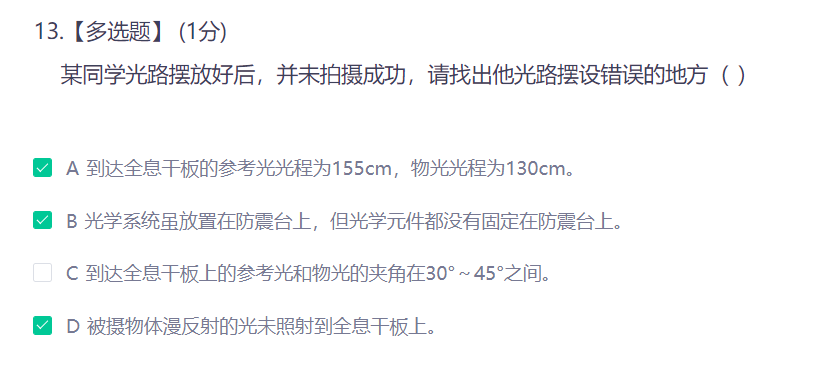 13.【多选题】 (1分)
某同学光路摆放好后，并未拍摄成功，请找出他光路摆设错误的地方（ ）
A 到达全息干板的参考光光程为155cm，物光光程为130cm。
B 光学系统虽放置在防震台上，但光学元件都没有固定在防震台上。
C 到达全息干板上的参考光和物光的夹角在30°～45°之间。
D 被摄物体漫反射的光未照射到全息干板上。